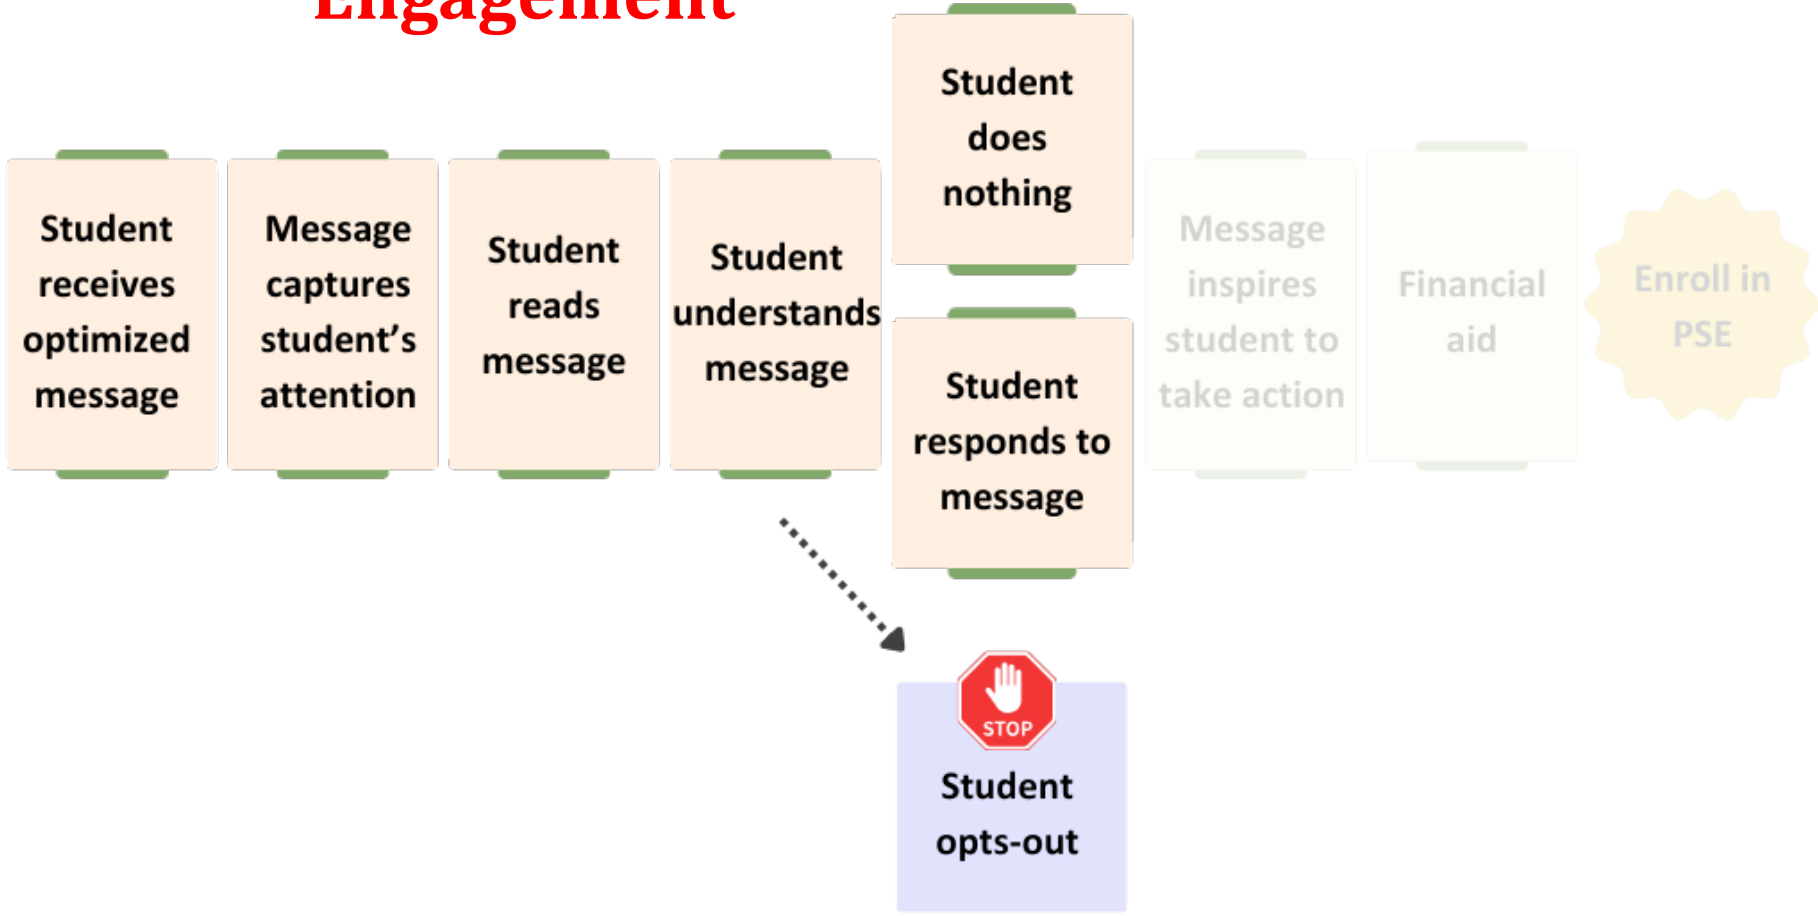 Engagement
Student
receives
optimized
message
Message
captures
student’s
attention
Student
reads
message
Student
understands
message
Student
does
nothing
Student
responds to
message
Message
inspires
student to
take action
Financial
aid
Enroll in
PSE
STOP
Student
opts-out